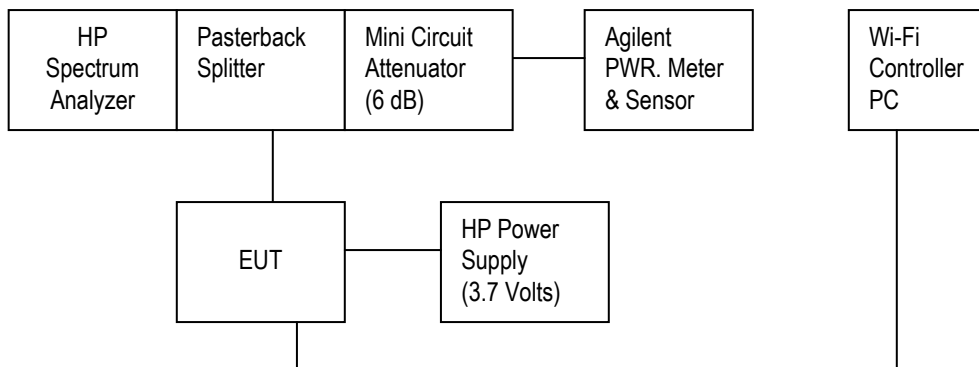 HP
Spectrum
Analyzer
Pasterback
Splitter
Mini Circuit
Attenuator
(6 dB)
Agilent
PWR. Meter
& Sensor
Wi-Fi
Controller
PC
EUT
HP Power
Supply
(3.7 Volts)